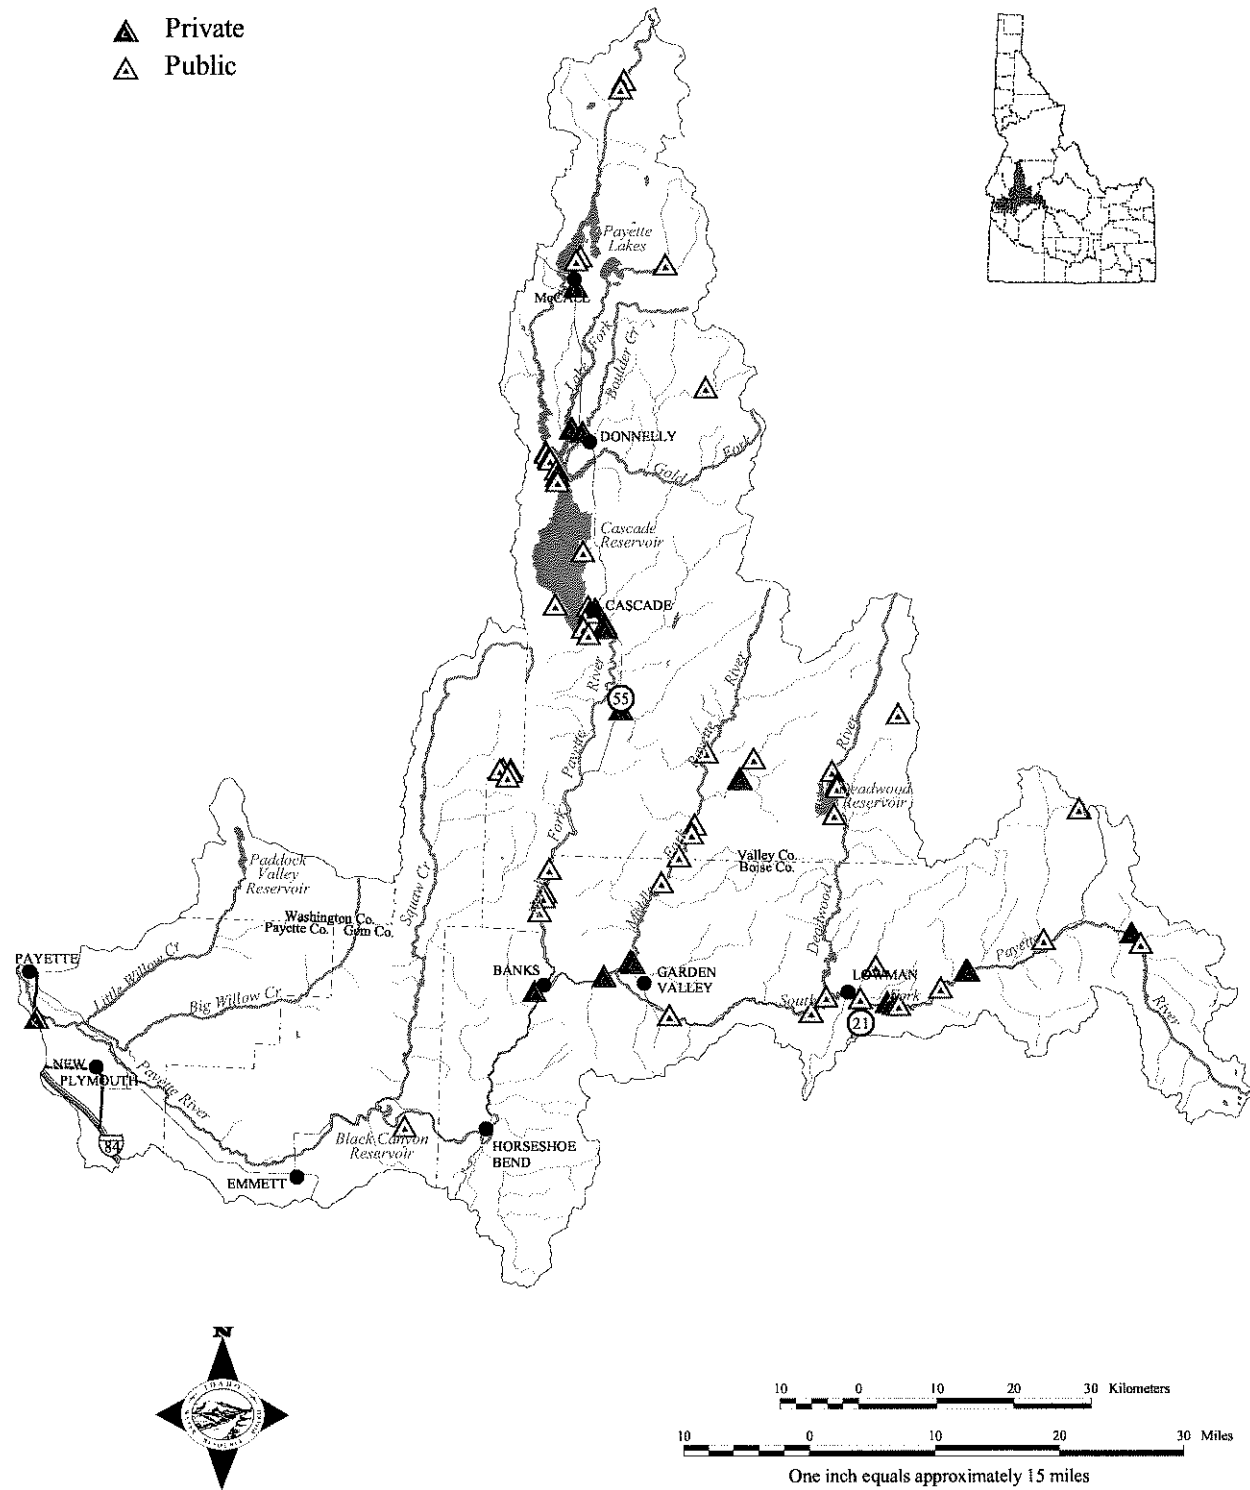 Private
Public
Payette
Lakes
McCALL
Lake Fork
Boulder Cr
DONNELLY
Gold Fork
Cascade
Reservoir
CASCADE
River
55
Payette
Fork
River
Payette
Fork
Middle
River
Deadwood
Reservoir
Deadwood
Valley Co.
Boise Co.
Paddock
Valley
Reservoir
Squaw Cr
Washington Co.
Payette Co.
Gem Co.
PAYETTE
Little Willow Cr
Big Willow Cr
BANKS
GARDEN
VALLEY
LOWMAN
South
Fork
Payette
River
21
NEW
PLYMOUTH
Payette River
84
Black Canyon
Reservoir
HORSESHOE
BEND
EMMETT
N
IDAHO
10 0 10 20 30 Kilometers
10 0 10 20 30 Miles
One inch equals approximately 15 miles